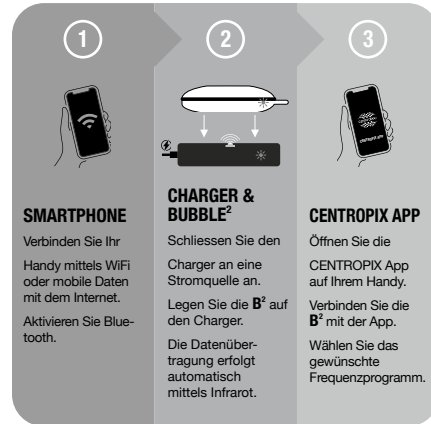 1
SMARTPHONE
Verbinden Sie Ihr
Handy mittels WiFi
oder mobile Daten
mit dem Internet.
Aktivieren Sie Blue-
tooth.
2
CHARGER &
BUBBLE²
Schliessen Sie den
Charger an eine
Stromquelle an.
Legen Sie die B² auf
den Charger.
Die Datenüber-
tragung erfolgt
automatisch
mittels Infrarot.
3
CENTROPIX APP
CENTROPIX APP
Öffnen Sie die
CENTROPIX App
auf Ihrem Handy.
Verbinden Sie die
B² mit der App.
Wählen Sie das
gewünschte
Frequenzprogramm.